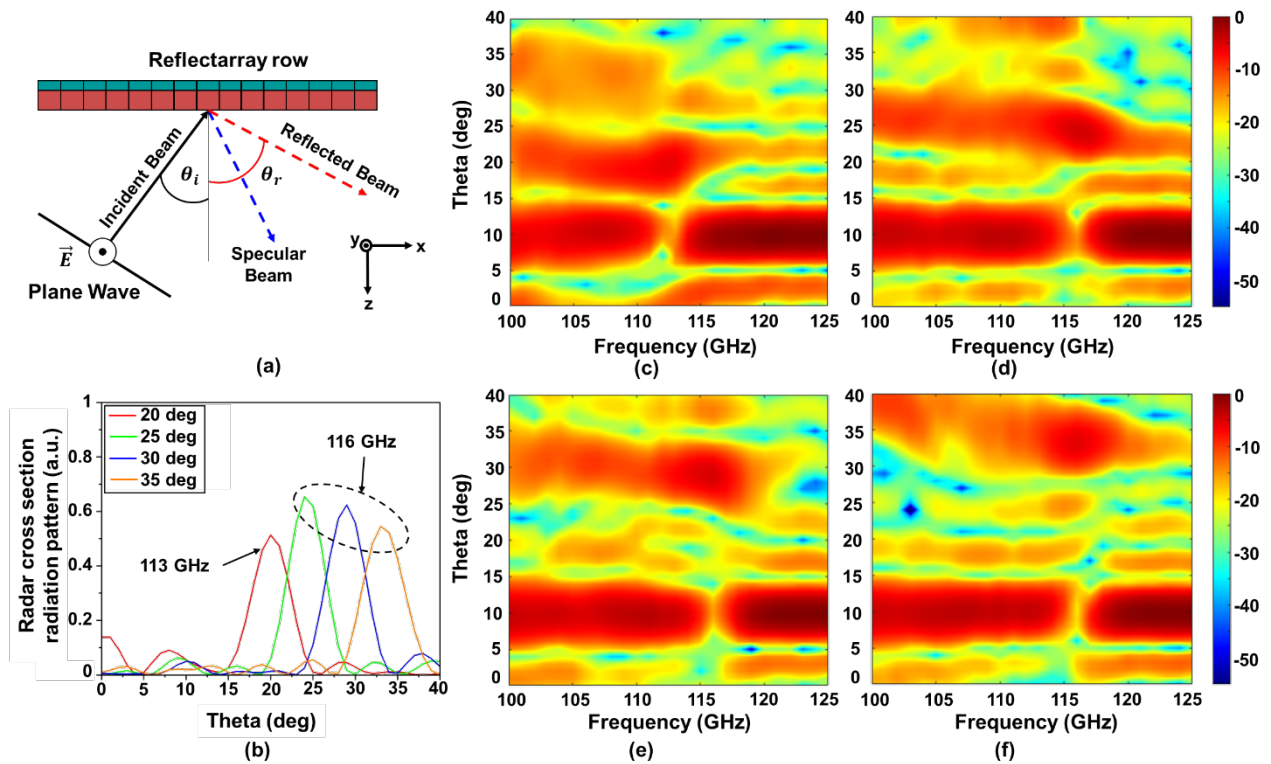 Reflectarray row
Incident Beam
θi
θr
Reflected Beam
Specular
Beam
E
Plane Wave
y
x
z
(a)
Radar cross section
radiation pattern (a.u.)
1
0.8
0.6
0.4
0.2
0
20 deg
25 deg
30 deg
35 deg
116 GHz
113 GHz
0 5 10 15 20 25 30 35 40
Theta (deg)
(b)
Theta (deg)
40
35
30
25
20
15
10
5
0
100 105 110 115 120 125
Frequency (GHz)
(c)
40
35
30
25
20
15
10
5
0
100 105 110 115 120 125
Frequency (GHz)
(d)
0
-10
-20
-30
-40
-50
Theta (deg)
40
35
30
25
20
15
10
5
0
100 105 110 115 120 125
Frequency (GHz)
(e)
40
35
30
25
20
15
10
5
0
100 105 110 115 120 125
Frequency (GHz)
(f)
0
-10
-20
-30
-40
-50